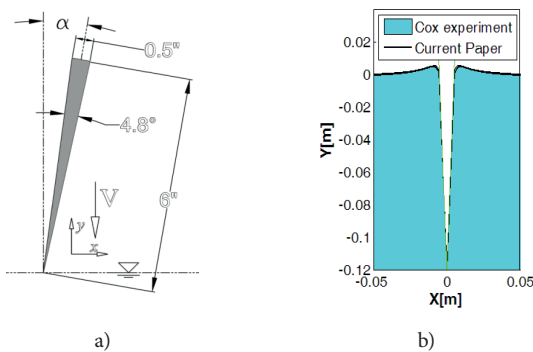 α
0.5"
4.8°
V
6"
y
x
a)
Cox experiment
Current Paper
Y[m]
0.02
0
-0.02
-0.04
-0.06
-0.08
-0.1
-0.12
-0.05
0
0.05
X[m]
b)